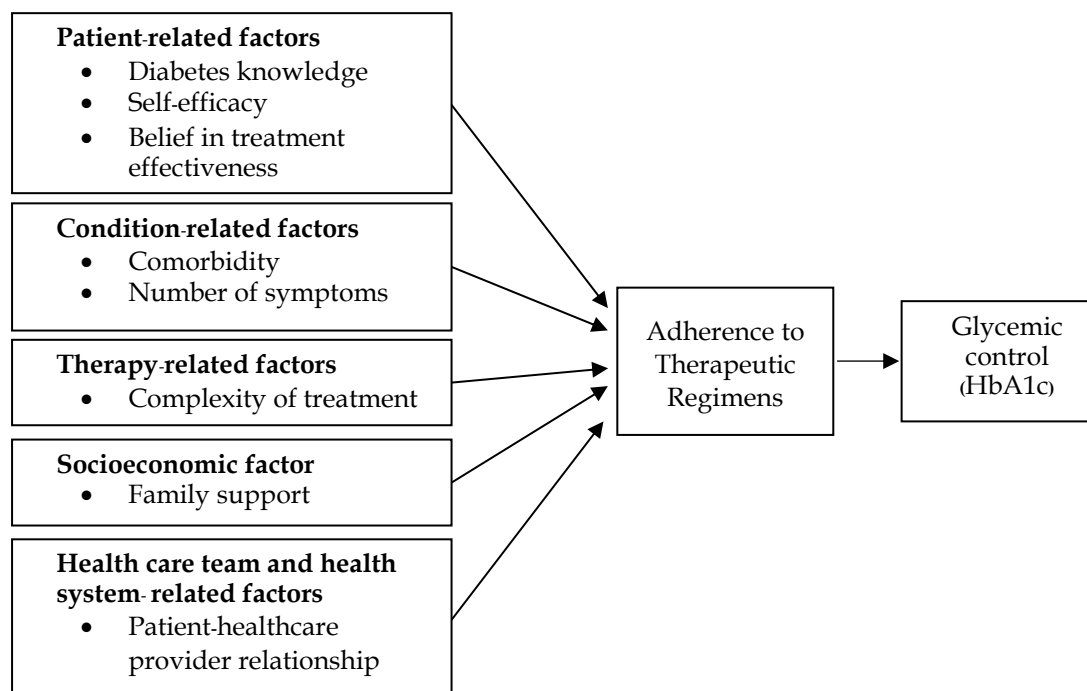 Patient-related factors
• Diabetes knowledge
• Self-efficacy
• Belief in treatment
effectiveness
Condition-related factors
• Comorbidity
• Number of symptoms
Therapy-related factors
• Complexity of treatment
Socioeconomic factor
• Family support
Health care team and health
system- related factors
• Patient-healthcare
provider relationship
Adherence to
Therapeutic
Regimens
Glycemic
control
(HbA1c)